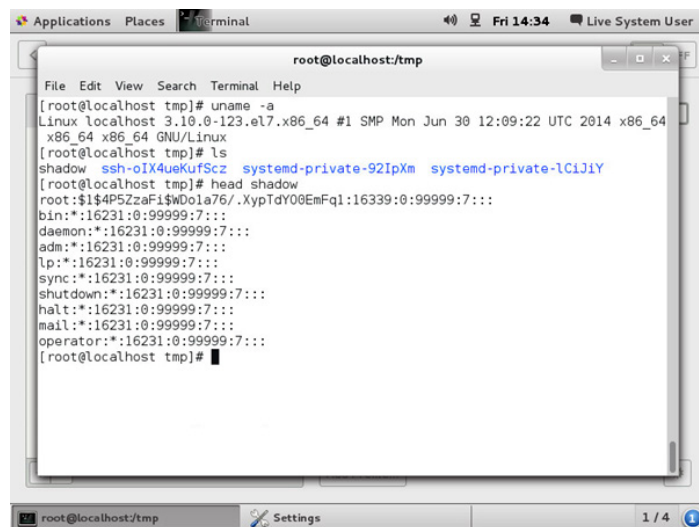 Applications Places Terminal Fri 14:34 Live System User
root@localhost:/tmp
File Edit View Search Terminal Help
[root@localhost tmp]# uname -a
Linux localhost 3.10.0-123.el7.x86_64 #1 SMP Mon Jun 30 12:09:22 UTC 2014 x86_64
x86_64 x86_64 GNU/Linux
[root@localhost tmp]# ls
shadow ssh-oIX4ueKufScz systemd-private-92IpXm systemd-private-lCiJiY
[root@localhost tmp]# head shadow
root:$1$4P5ZzaFi$WDo1a76/.XypTdYO0EmFq1:16339:0:99999:7:::
bin:*:16231:0:99999:7:::
daemon:*:16231:0:99999:7:::
adm:*:16231:0:99999:7:::
lp:*:16231:0:99999:7:::
sync:*:16231:0:99999:7:::
shutdown:*:16231:0:99999:7:::
halt:*:16231:0:99999:7:::
mail:*:16231:0:99999:7:::
operator:*:16231:0:99999:7:::
[root@localhost tmp]#
root@localhost:/tmp Settings 1 / 4 1